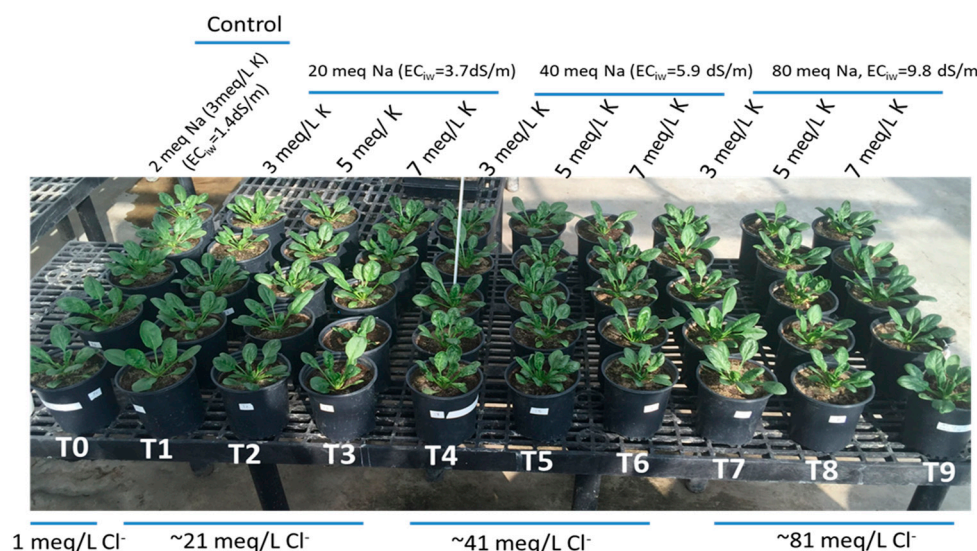 Control
20 meq Na (ECiw=3.7dS/m)
40 meq Na (ECiw=5.9 dS/m)
80 meq Na, ECiw=9.8 dS/m
2 meq Na (3meq/L K)
(ECiw=1.4dS/m)
3 meq/L K
5 meq/ K
7 meq/L K
3 meq/L K
5 meq/L K
7 meq/L K
3 meq/L K
5 meq/L K
7 meq/L K
T0
T1
T2
T3
T4
T5
T6
T7
T8
T9
1 meq/L Cl-
~21 meq/L Cl-
~41 meq/L Cl-
~81 meq/L Cl-